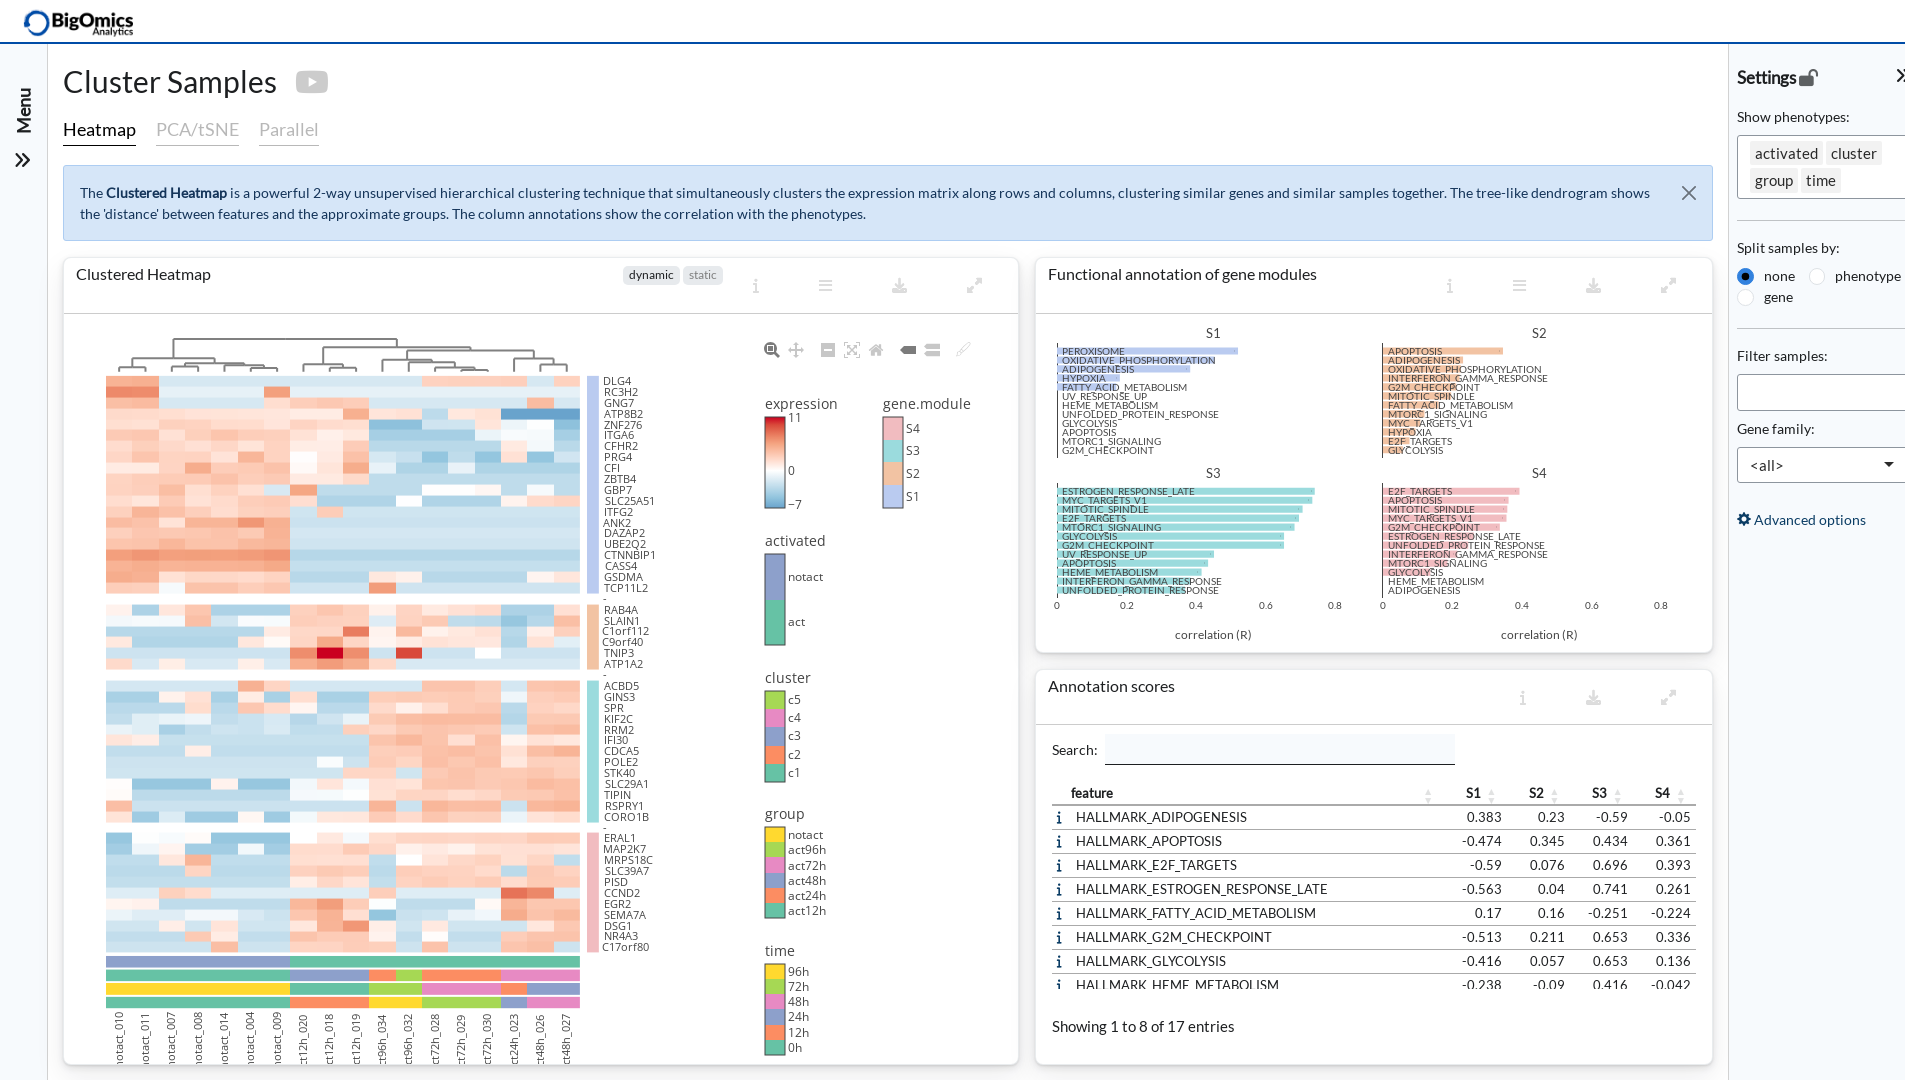 BigOmics
Analytics
Menu
Cluster Samples
Heatmap PCA/tSNE Parallel
The Clustered Heatmap is a powerful 2-way unsupervised hierarchical clustering technique that simultaneously clusters the expression matrix along rows and columns, clustering similar genes and similar samples together. The tree-like dendrogram shows
the 'distance' between features and the approximate groups. The column annotations show the correlation with the phenotypes.
Clustered Heatmap
dynamic static
DLG4
RC3H2
GNG7
ATP8B2
ZNF276
ITGA6
CFHR2
PRG4
CFI
ZBTB4
GBP7
SLC25A51
ITFG2
ANK2
DAZAP2
UBE2Q2
CTNNBIP1
CASS4
GSDMA
TCP11L2
-
RAB4A
SLAIN1
C1orf112
C9orf40
TNIP3
ATP1A2
-
ACBD5
GINS3
SPR
KIF2C
RRM2
IFI30
CDCA5
POLE2
STK40
SLC29A1
TIPIN
RSPRY1
CORO1B
-
ERAL1
MAP2K7
MRPS18C
SLC39A7
PISD
CCND2
EGR2
SEMA7A
DSG1
NR4A3
C17orf80
notact_010
notact_011
notact_007
notact_008
notact_014
notact_004
notact_009
ct12h_020
ct12h_018
ct12h_019
ct96h_034
ct96h_032
ct72h_028
ct72h_029
ct72h_030
ct24h_023
ct48h_026
ct48h_027
expression
11
0
−7
gene.module
S4
S3
S2
S1
activated
notact
act
cluster
c5
c4
c3
c2
c1
group
notact
act96h
act72h
act48h
act24h
act12h
time
96h
72h
48h
24h
12h
0h
Functional annotation of gene modules
S1
PEROXISOME
OXIDATIVE_PHOSPHORYLATION
ADIPOGENESIS
HYPOXIA
FATTY_ACID_METABOLISM
UV_RESPONSE_UP
HEME_METABOLISM
UNFOLDED_PROTEIN_RESPONSE
GLYCOLYSIS
APOPTOSIS
MTORC1_SIGNALING
G2M_CHECKPOINT
S2
APOPTOSIS
ADIPOGENESIS
OXIDATIVE_PHOSPHORYLATION
INTERFERON_GAMMA_RESPONSE
G2M_CHECKPOINT
MITOTIC_SPINDLE
FATTY_ACID_METABOLISM
MTORC1_SIGNALING
MYC_TARGETS_V1
HYPOXIA
E2F_TARGETS
GLYCOLYSIS
S3
ESTROGEN_RESPONSE_LATE
MYC_TARGETS_V1
MITOTIC_SPINDLE
E2F_TARGETS
MTORC1_SIGNALING
GLYCOLYSIS
G2M_CHECKPOINT
UV_RESPONSE_UP
APOPTOSIS
HEME_METABOLISM
INTERFERON_GAMMA_RESPONSE
UNFOLDED_PROTEIN_RESPONSE
0 0.2 0.4 0.6 0.8
correlation (R)
S4
E2F_TARGETS
APOPTOSIS
MITOTIC_SPINDLE
MYC_TARGETS_V1
G2M_CHECKPOINT
ESTROGEN_RESPONSE_LATE
UNFOLDED_PROTEIN_RESPONSE
INTERFERON_GAMMA_RESPONSE
MTORC1_SIGNALING
GLYCOLYSIS
HEME_METABOLISM
ADIPOGENESIS
0 0.2 0.4 0.6 0.8
correlation (R)
Annotation scores
Search:
feature S1 S2 S3 S4
HALLMARK_ADIPOGENESIS 0.383 0.23 -0.59 -0.05
HALLMARK_APOPTOSIS -0.474 0.345 0.434 0.361
HALLMARK_E2F_TARGETS -0.59 0.076 0.696 0.393
HALLMARK_ESTROGEN_RESPONSE_LATE -0.563 0.04 0.741 0.261
HALLMARK_FATTY_ACID_METABOLISM 0.17 0.16 -0.251 -0.224
HALLMARK_G2M_CHECKPOINT -0.513 0.211 0.653 0.336
HALLMARK_GLYCOLYSIS -0.416 0.057 0.653 0.136
HALLMARK_HEME_METABOLISM -0.238 -0.09 0.416 -0.042
Showing 1 to 8 of 17 entries
Settings
Show phenotypes:
activated cluster
group time
Split samples by:
none phenotype
gene
Filter samples:
Gene family:
<all>
Advanced options